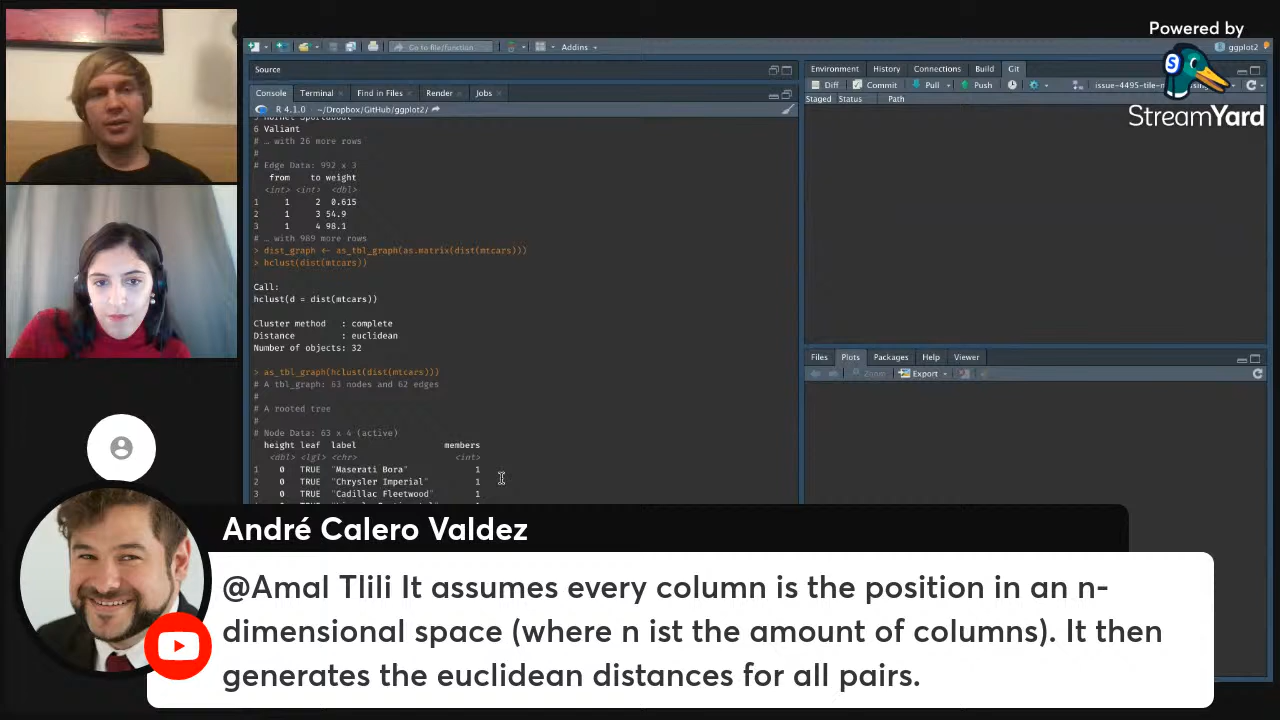 Powered by
StreamYard
Go to file/function
Addins
ggplot2
Source
Console Terminal Find in Files Render Jobs
R 4.1.0 ~/Dropbox/GitHub/ggplot2/
6 Valiant
# … with 26 more rows
#
# Edge Data: 992 x 3
from to weight
<int> <int> <dbl>
1 1 2 0.615
2 1 3 54.9
3 1 4 98.1
# … with 989 more rows
> dist_graph <- as_tbl_graph(as.matrix(dist(mtcars)))
> hclust(dist(mtcars))
Call:
hclust(d = dist(mtcars))
Cluster method : complete
Distance : euclidean
Number of objects: 32
> as_tbl_graph(hclust(dist(mtcars)))
# A tbl_graph: 63 nodes and 62 edges
#
# A rooted tree
#
# Node Data: 63 x 4 (active)
height leaf label members
<dbl> <lgl> <chr> <int>
1 0 TRUE "Maserati Bora" 1
2 0 TRUE "Chrysler Imperial" 1
3 0 TRUE "Cadillac Fleetwood" 1
Environment History Connections Build Git
Diff Commit Pull Push
Staged Status Path
Files Plots Packages Help Viewer
Zoom Export
André Calero Valdez
@Amal Tlili It assumes every column is the position in an n-
dimensional space (where n ist the amount of columns). It then
generates the euclidean distances for all pairs.